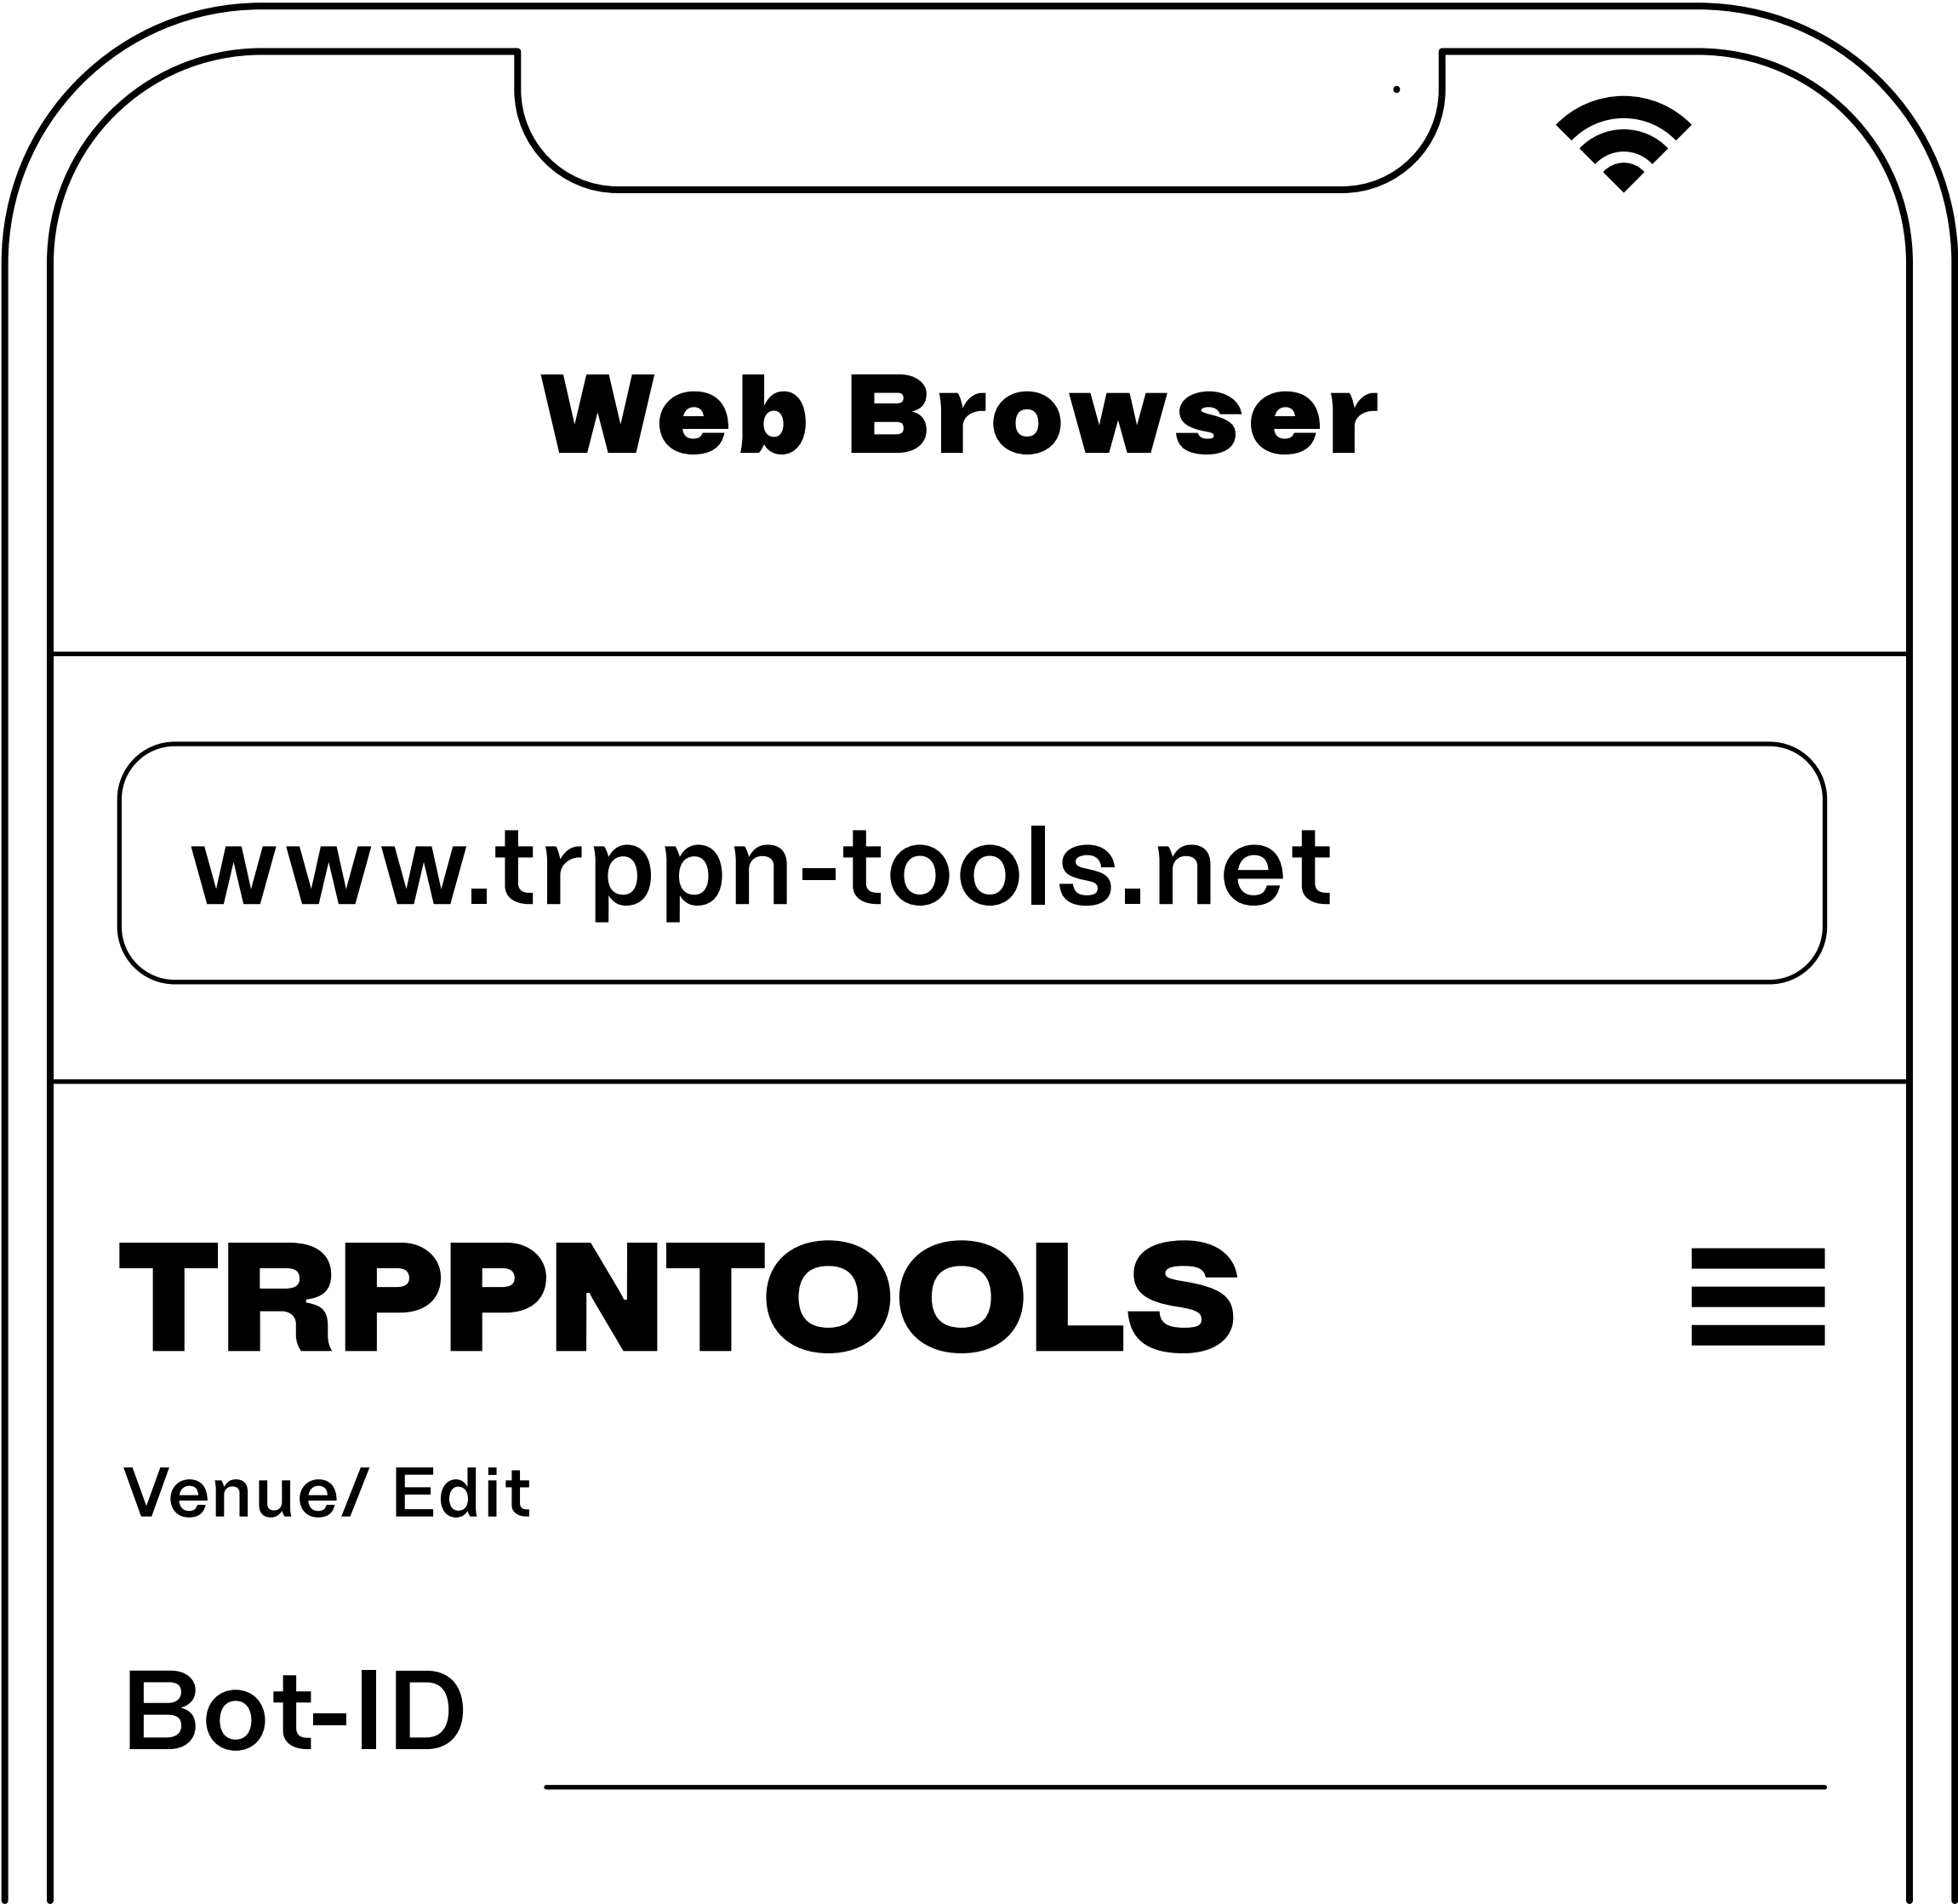 Web Browser
www.trppn-tools.net
TRPPNTOOLS
Venue/ Edit
Bot-ID